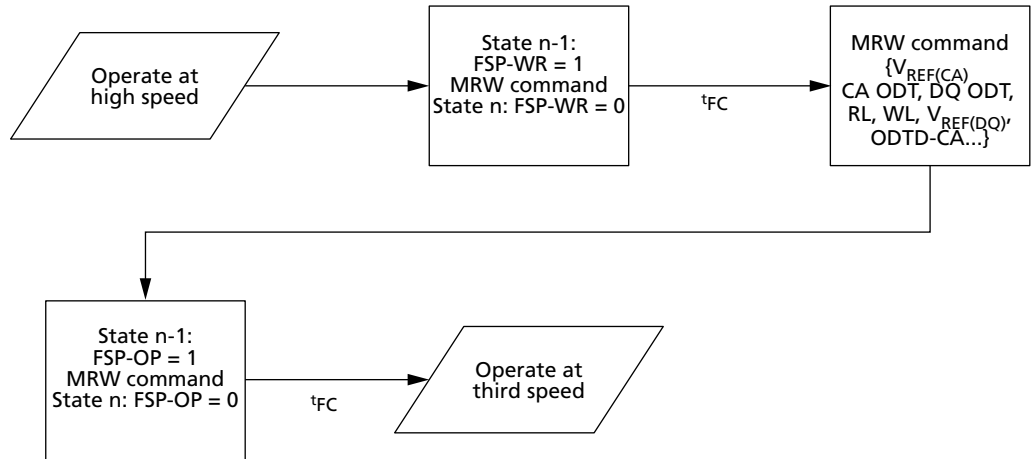 Operate at
high speed
State n-1:
FSP-WR = 1
MRW command
State n: FSP-WR = 0
tFC
MRW command
{VREF(CA)
CA ODT, DQ ODT,
RL, WL, VREF(DQ),
ODTD-CA...}
State n-1:
FSP-OP = 1
MRW command
State n: FSP-OP = 0
tFC
Operate at
third speed